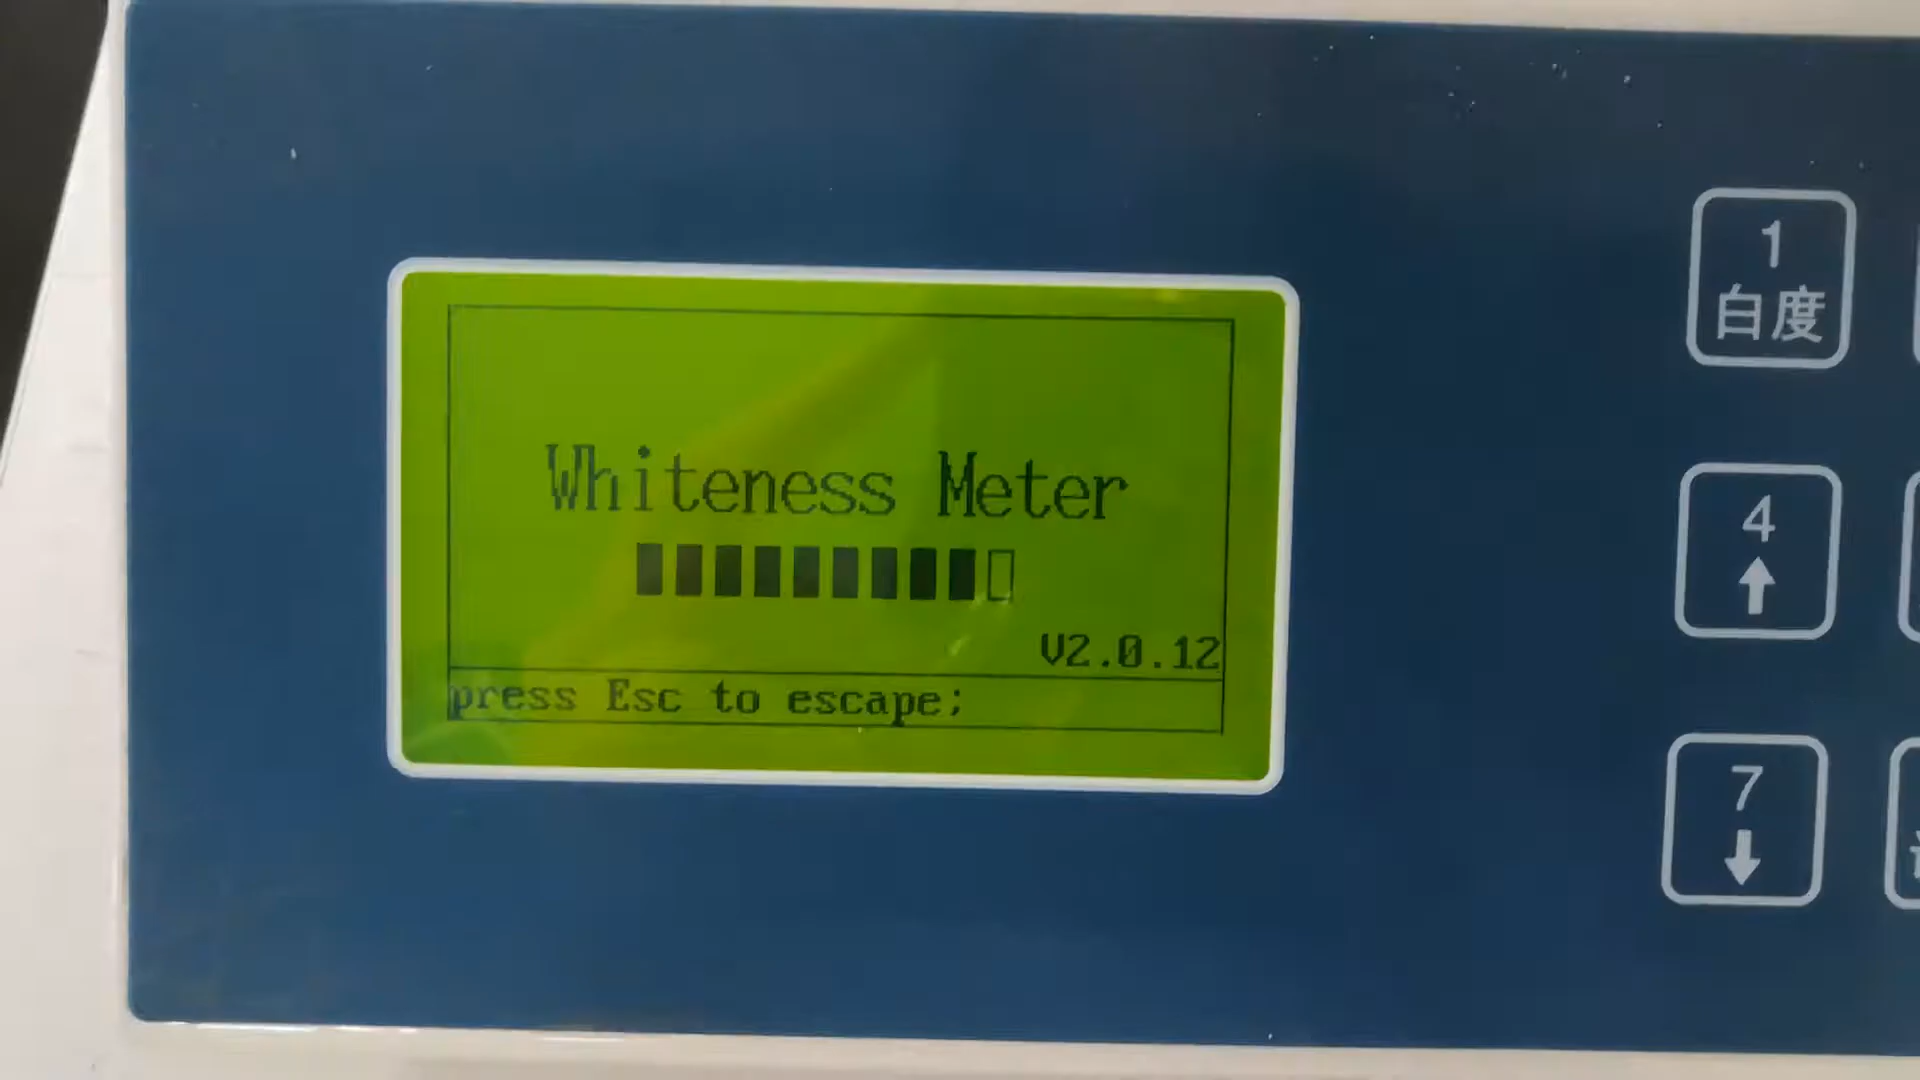 Whiteness Meter
V2.0.12
press Esc to escape;
1
白度
4
7